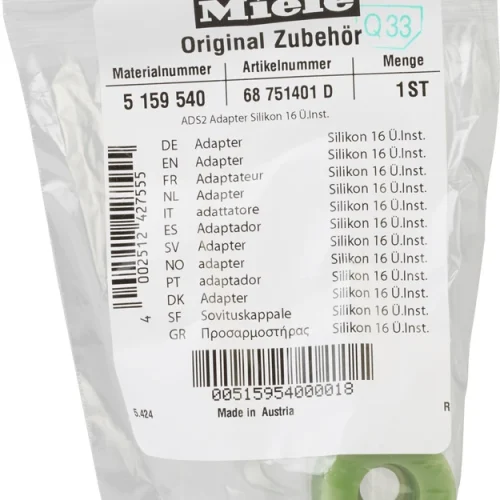 Miele
Original Zubehör
Q33
Materialnummer Artikelnummer Menge
5 159 540 68 751401 D 1 ST
ADS2 Adapter Silikon 16 Ü.Inst.
DE Adapter Silikon 16 Ü.Inst.
EN Adapter Silikon 16 Ü.Inst.
FR Adaptateur Silikon 16 Ü.Inst.
NL Adapter Silikon 16 Ü.Inst.
IT adattatore Silikon 16 Ü.Inst.
ES Adaptador Silikon 16 Ü.Inst.
SV Adapter Silikon 16 Ü.Inst.
NO adapter Silikon 16 Ü.Inst.
PT adaptador Silikon 16 Ü.Inst.
DK Adapter Silikon 16 Ü.Inst.
SF Sovituskappale Silikon 16 Ü.Inst.
GR Προσαρμοστήρας Silikon 16 Ü.Inst.
4 002512 427555
00515954000018
5.424 Made in Austria R